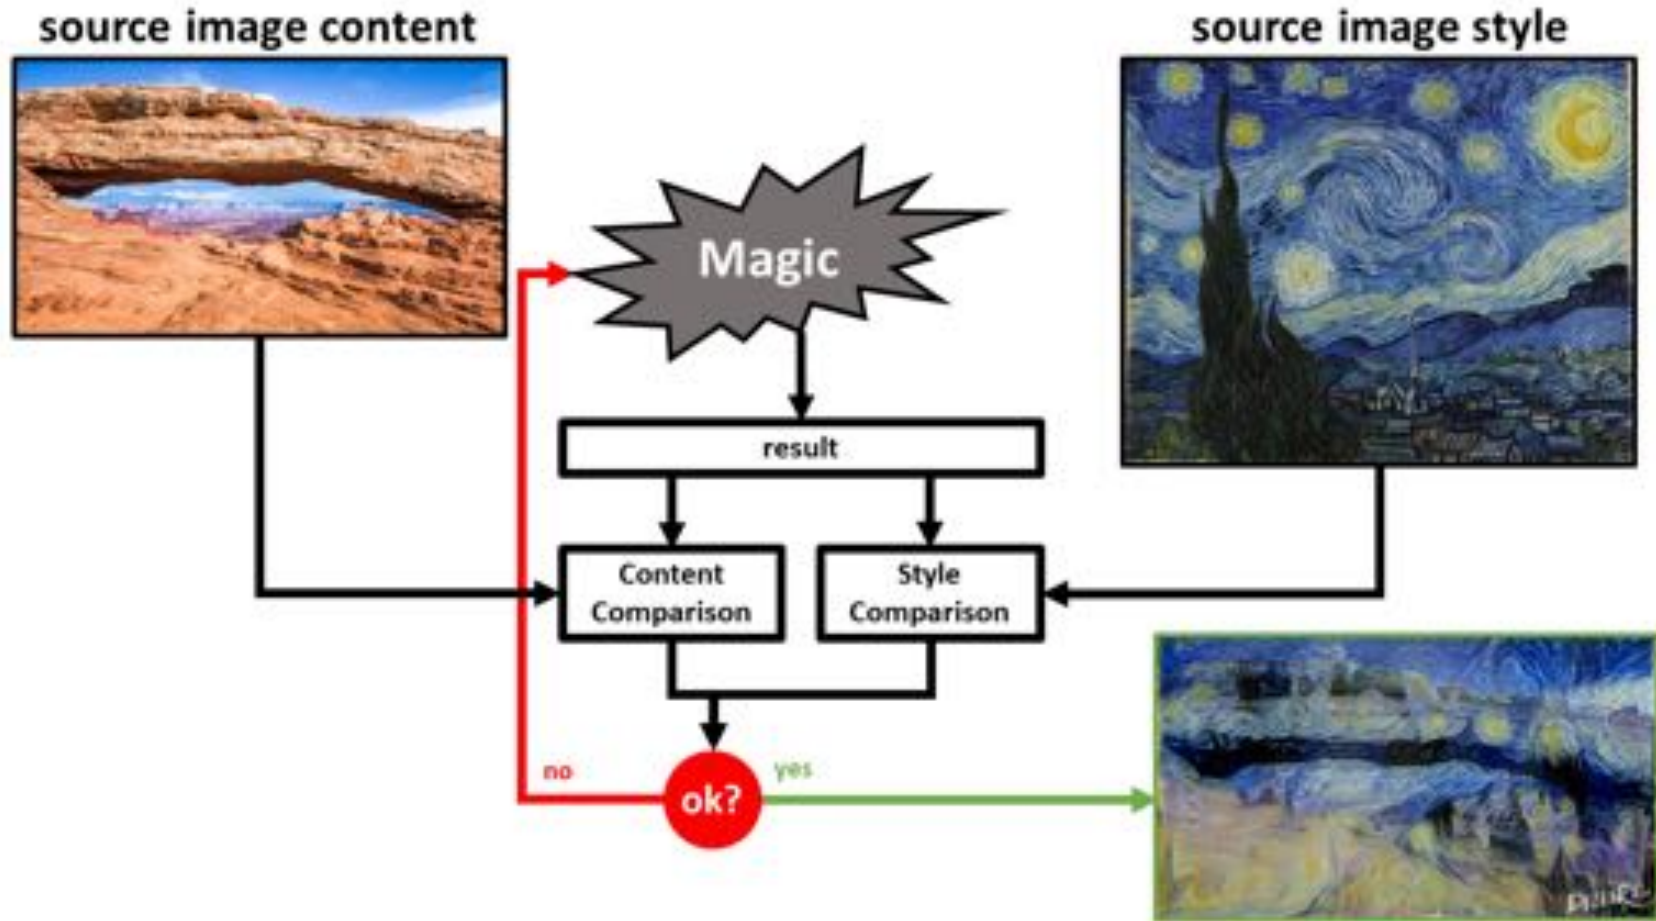 source image content
source image style
Magic
result
Content
Comparison
Style
Comparison
no
yes
ok?